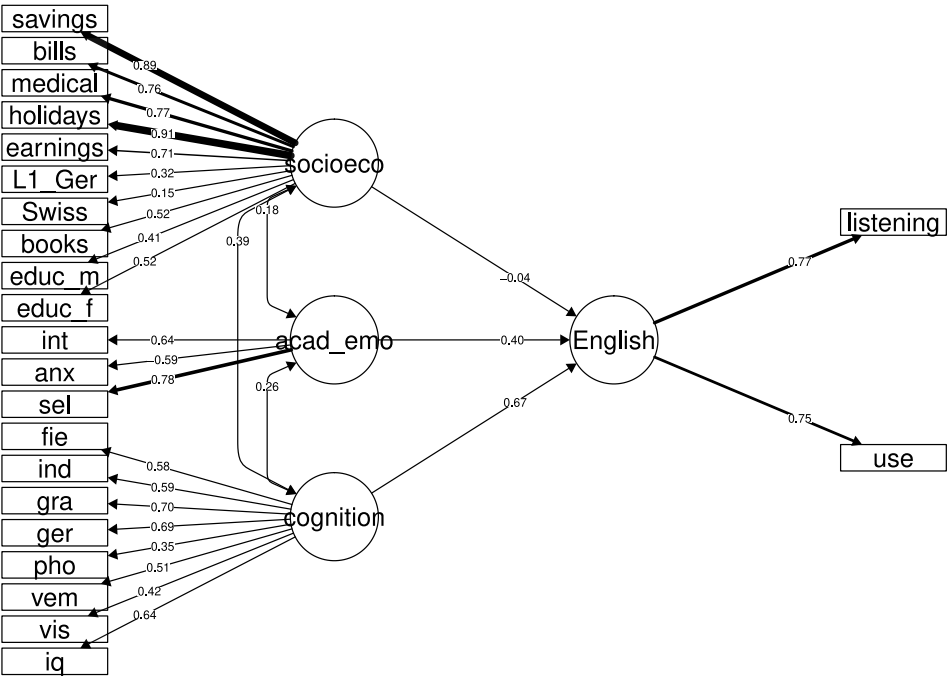 savings
bills
medical
holidays
earnings
L1_Ger
Swiss
books
educ_m
educ_f
int
anx
sel
fie
ind
gra
ger
pho
vem
vis
iq
0.89
0.76
0.77
0.91
0.71
0.32
0.15
0.52
0.41
0.52
0.64
−0.59
0.78
0.58
0.59
0.70
0.69
0.35
0.51
0.42
0.64
socioeco
acad_emo
cognition
0.18
0.39
0.26
−0.04
0.40
0.67
English
0.77
0.75
listening
use